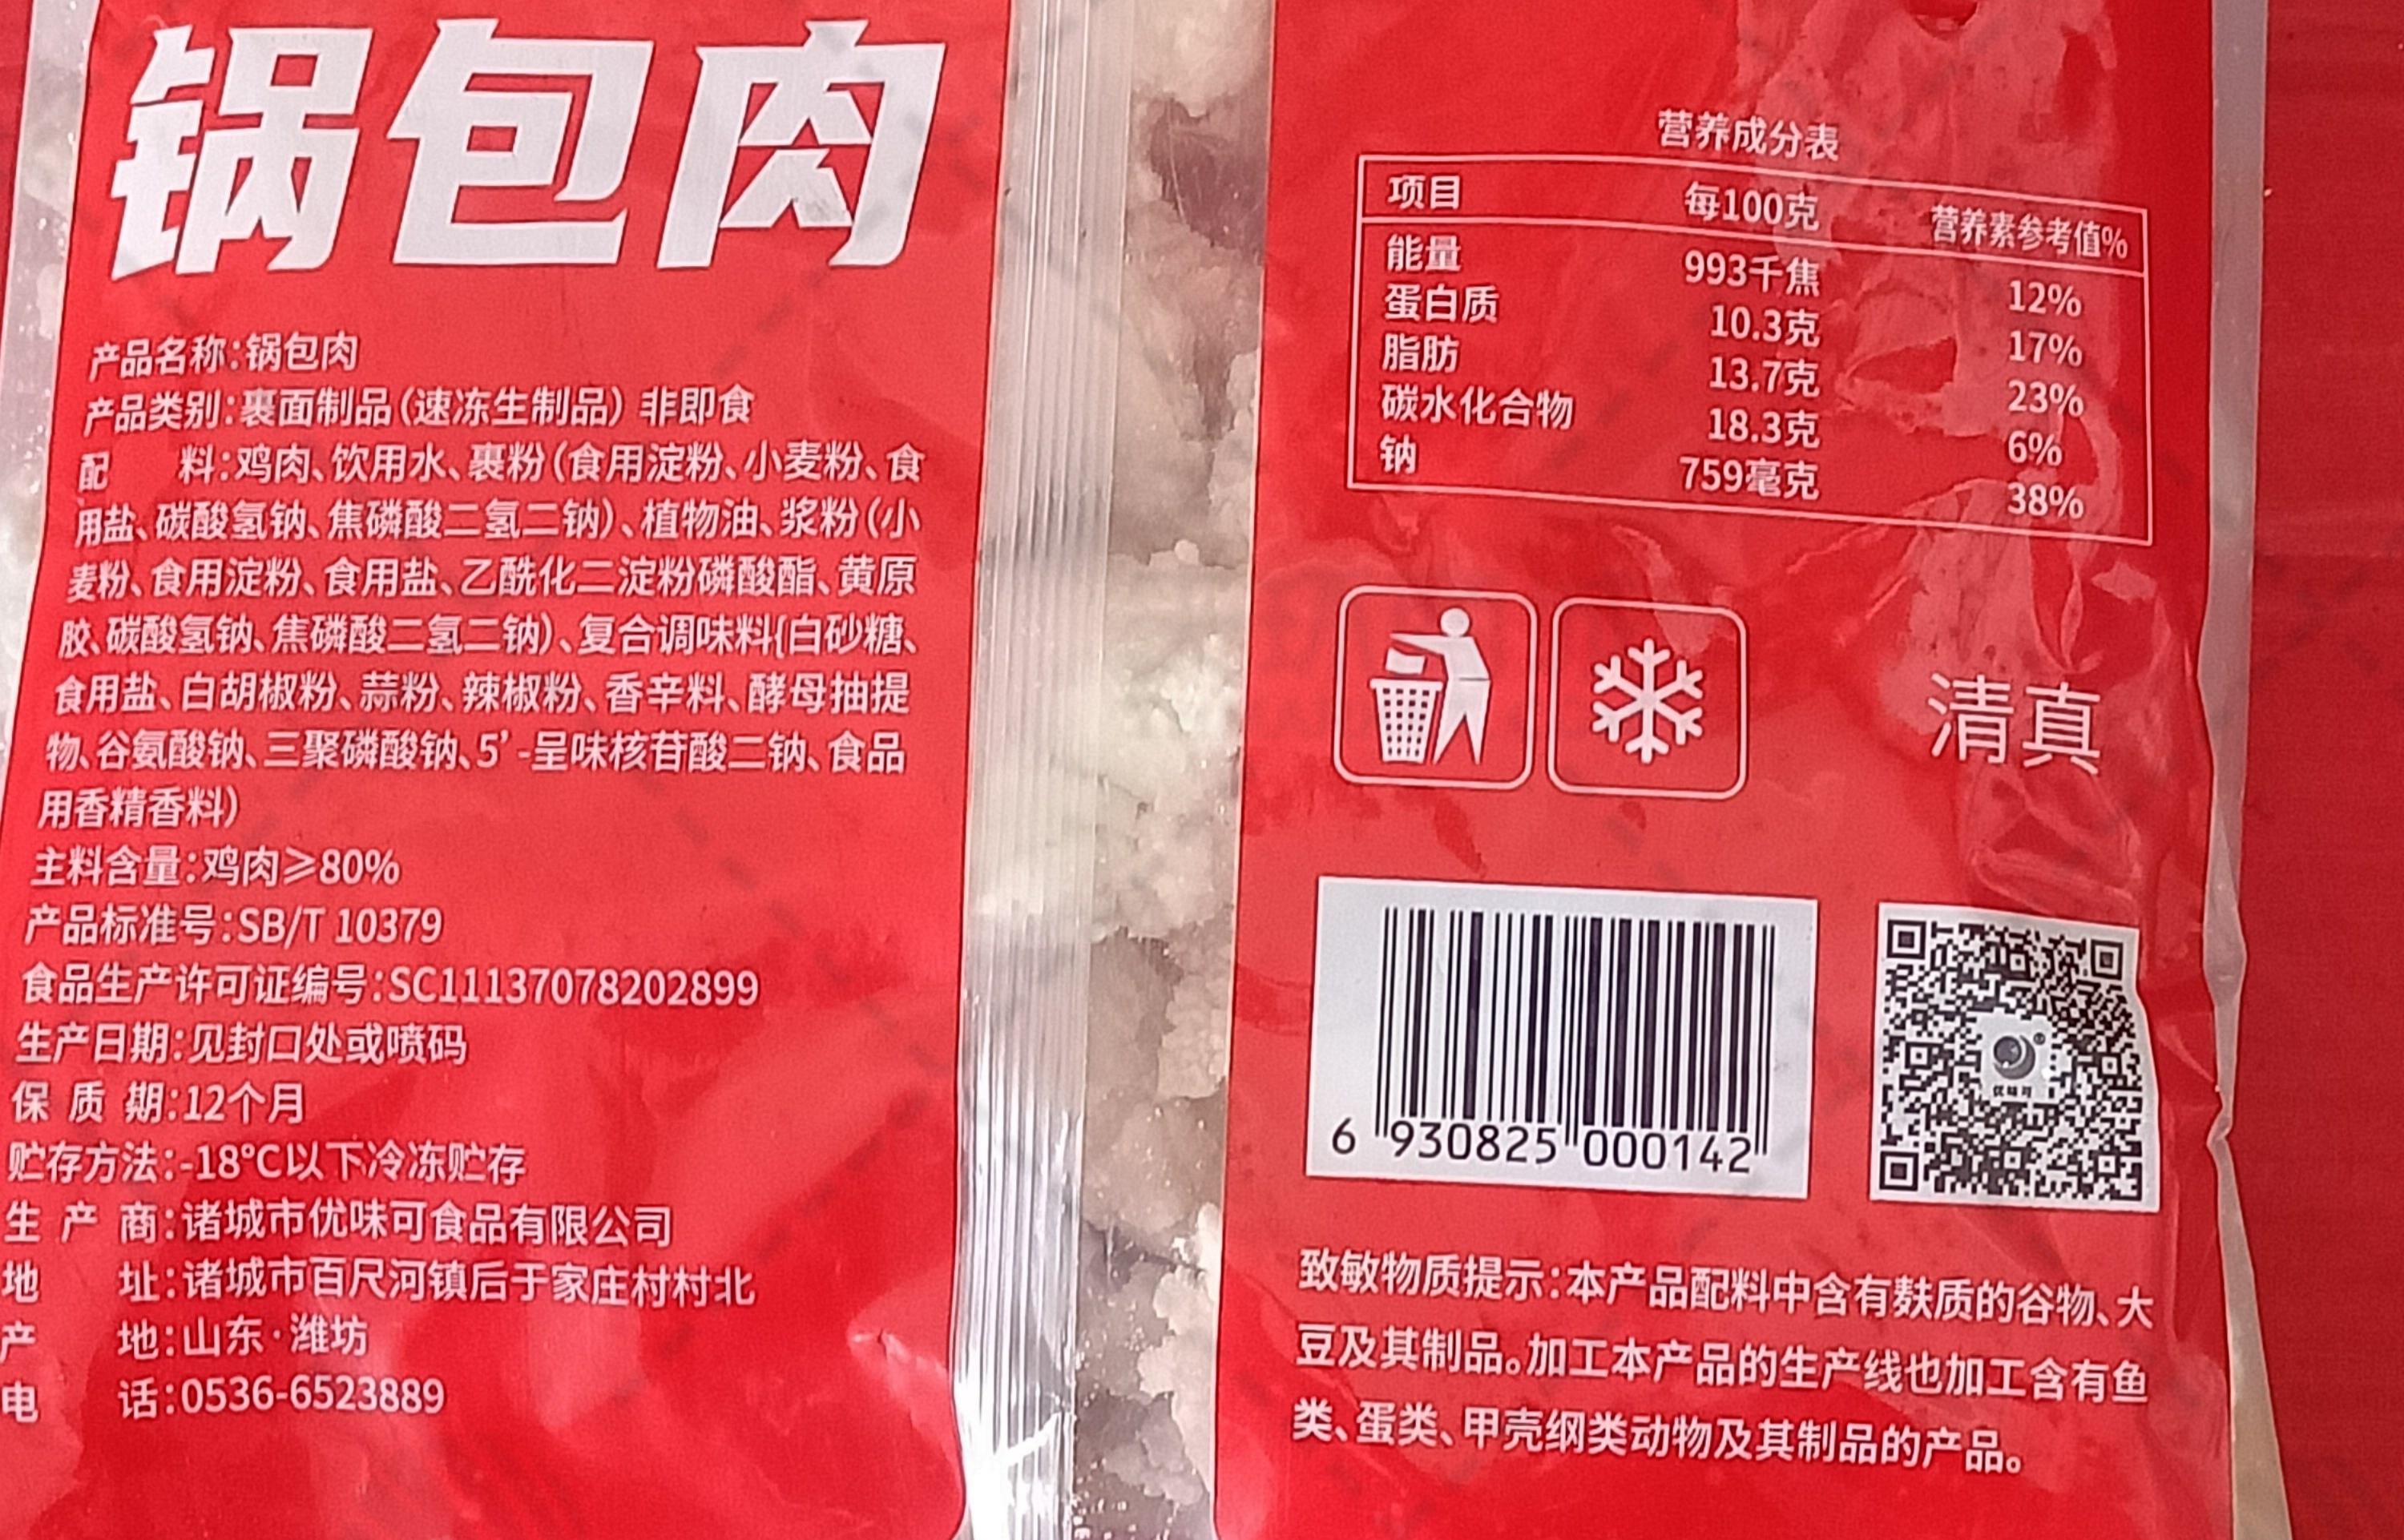 锅包肉
产品名称:锅包肉
产品类别:裹面制品(速冻生制品) 非即食
配 料:鸡肉、饮用水、裹粉(食用淀粉、小麦粉、食
用盐、碳酸氢钠、焦磷酸二氢二钠)、植物油、浆粉(小
麦粉、食用淀粉、食用盐、乙酰化二淀粉磷酸酯、黄原
胶、碳酸氢钠、焦磷酸二氢二钠)、复合调味料{白砂糖、
食用盐、白胡椒粉、蒜粉、辣椒粉、香辛料、酵母抽提
物、谷氨酸钠、三聚磷酸钠、5'-呈味核苷酸二钠、食品
用香精香料)
主料含量:鸡肉≥80%
产品标准号:SB/T 10379
食品生产许可证编号:SC11137078202899
生产日期:见封口处或喷码
保 质 期:12个月
贮存方法:-18℃以下冷冻贮存
生 产 商:诸城市优味可食品有限公司
地 址:诸城市百尺河镇后于家庄村村北
产 地:山东·潍坊
电 话:0536-6523889
营养成分表
项目 每100克 营养素参考值%
能量 993千焦 12%
蛋白质 10.3克 17%
脂肪 13.7克 23%
碳水化合物 18.3克 6%
钠 759毫克 38%
清真
6 930825 000142
优味可
致敏物质提示:本产品配料中含有麸质的谷物、大
豆及其制品。加工本产品的生产线也加工含有鱼
类、蛋类、甲壳纲类动物及其制品的产品。